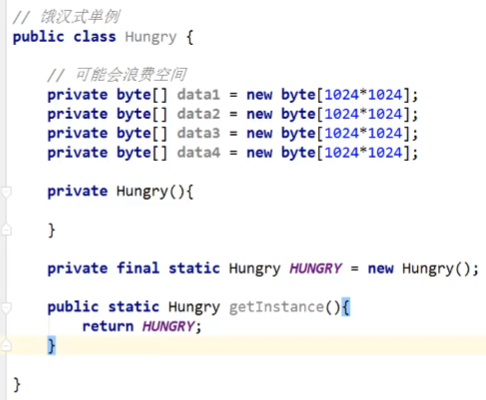 // 饿汉式单例
public class Hungry {
// 可能会浪费空间
private byte[] data1 = new byte[1024*1024];
private byte[] data2 = new byte[1024*1024];
private byte[] data3 = new byte[1024*1024];
private byte[] data4 = new byte[1024*1024];
private Hungry(){
}
private final static Hungry HUNGRY = new Hungry();
public static Hungry getInstance(){
return HUNGRY;
}
}